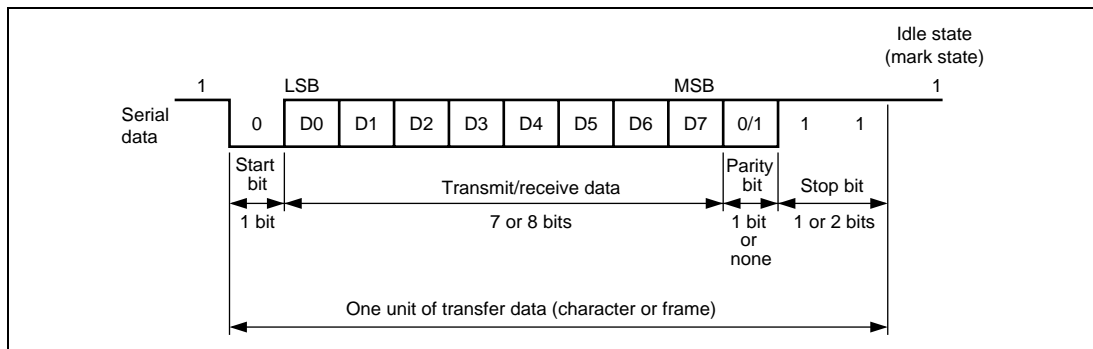 Idle state
(mark state)
1 LSB MSB 1
Serial
data
0 D0 D1 D2 D3 D4 D5 D6 D7 0/1 1 1
Start
bit
Transmit/receive data
Parity
bit
Stop bit
1 bit
7 or 8 bits
1 bit
or
none
1 or 2 bits
One unit of transfer data (character or frame)